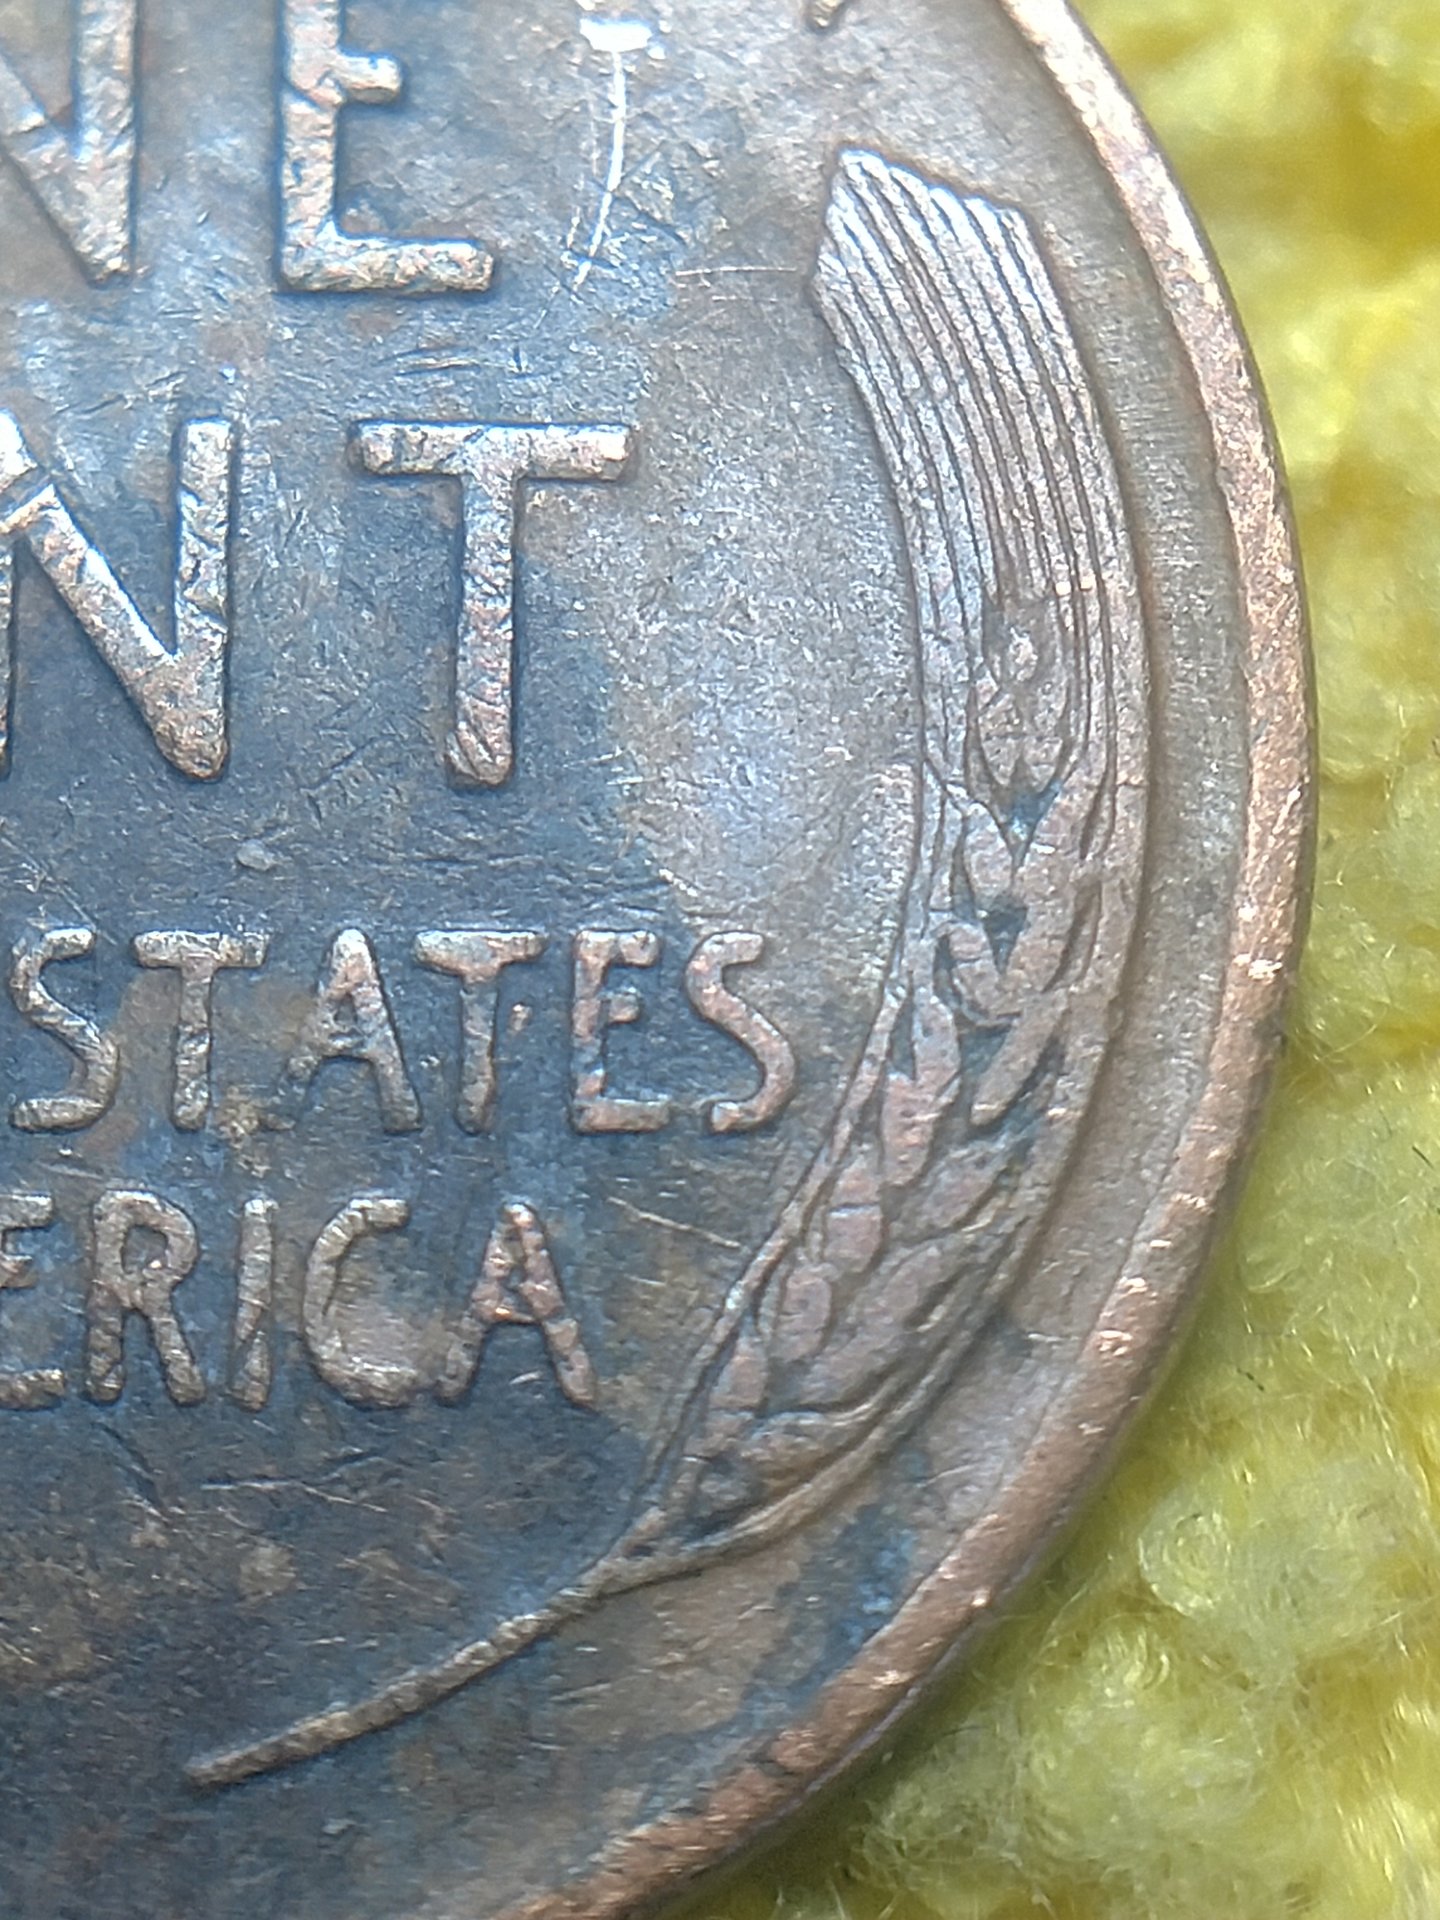 NE
NT
STATES
ERICA